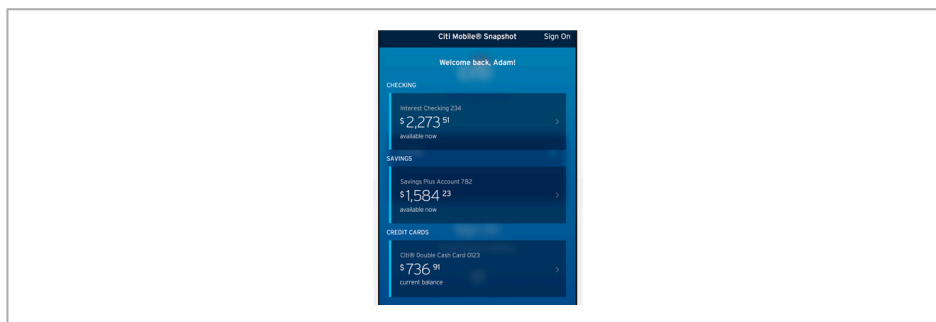 Citi Mobile® Snapshot Sign On
Welcome back, Adam!
CHECKING
Interest Checking 234
$2,273 51
available now
SAVINGS
Savings Plus Account 782
$1,584 23
available now
CREDIT CARDS
Citi® Double Cash Card 0123
$736 91
current balance